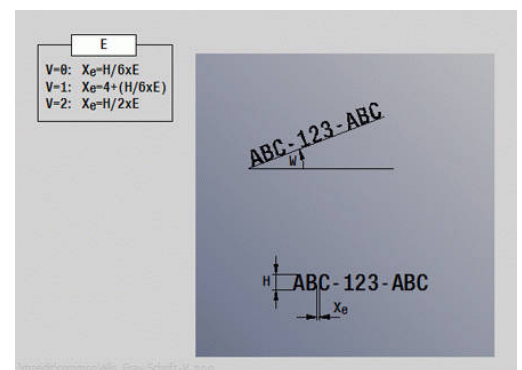 E
V=0: Xe=H/6xE
V=1: Xe=4+(H/6xE)
V=2: Xe=H/2xE
ABC-123-ABC
W
H
ABC-123-ABC
Xe